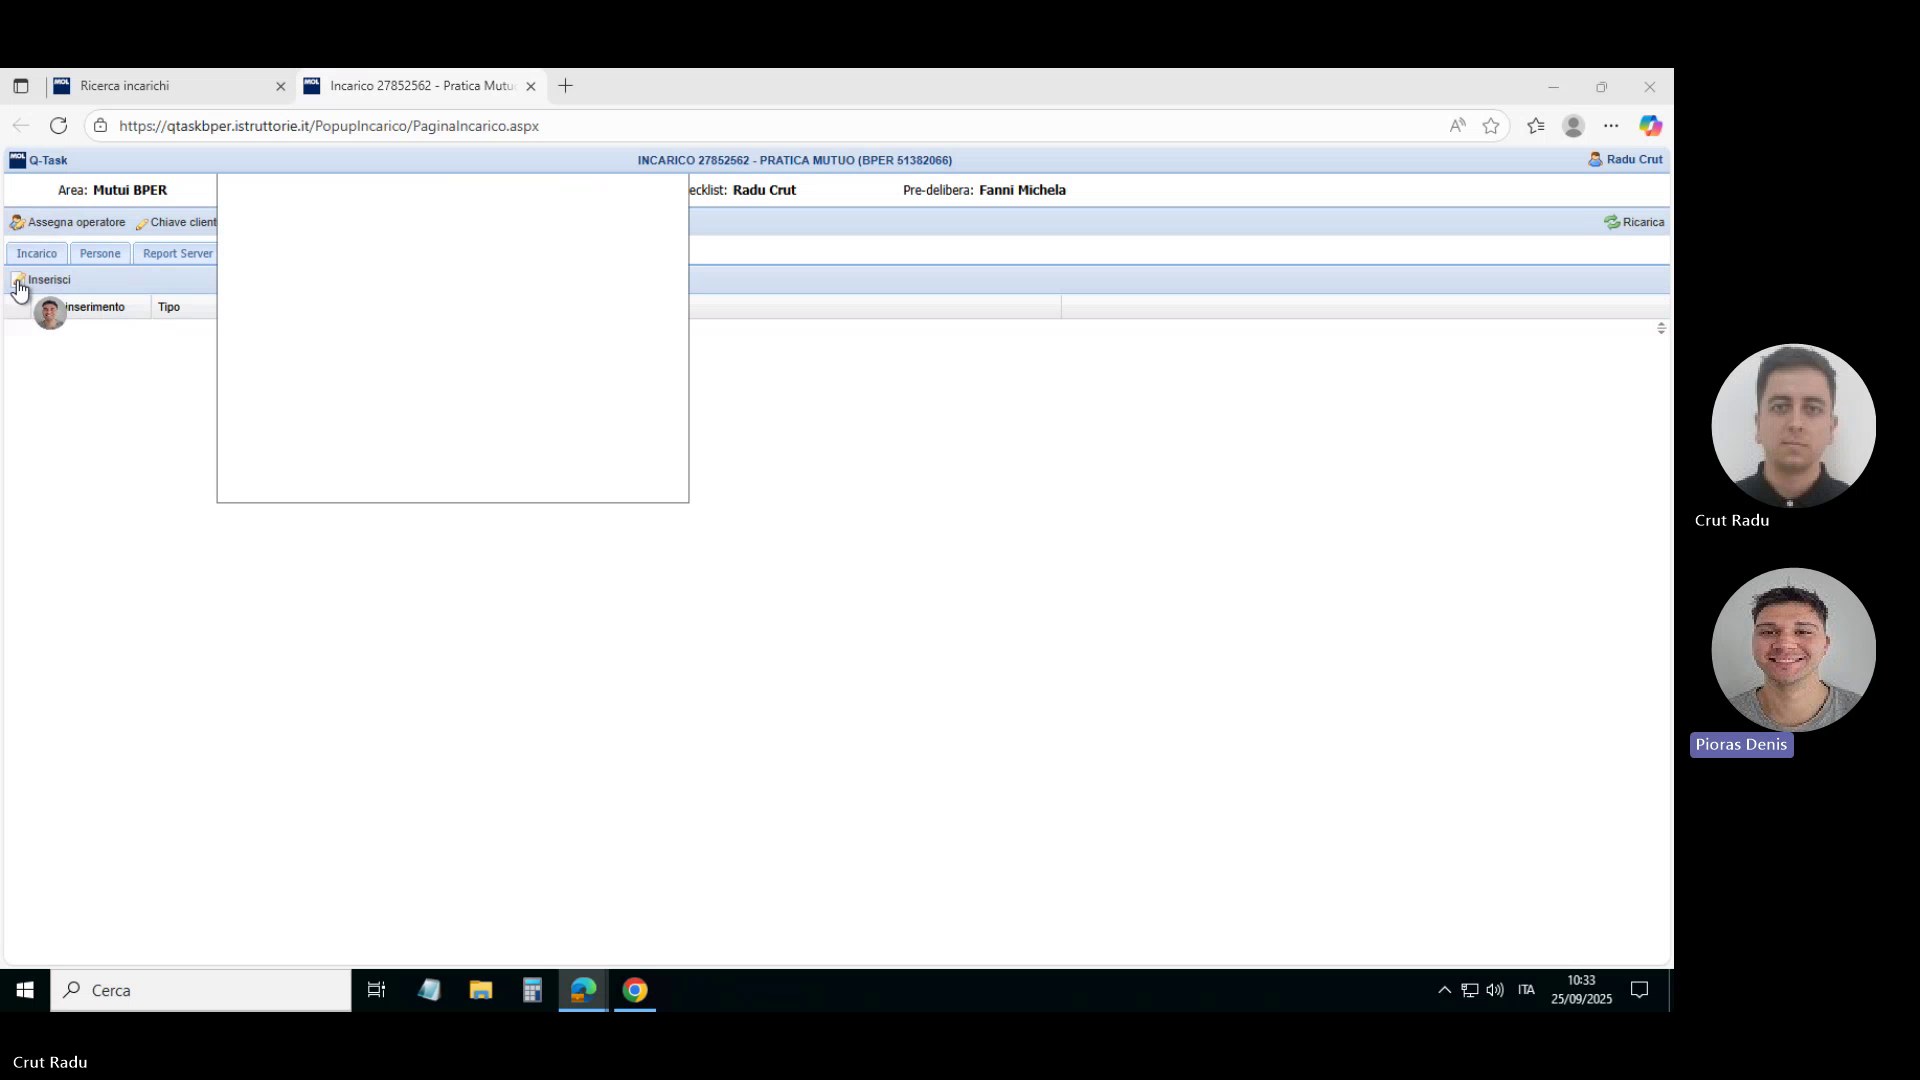 MOL Ricerca incarichi
MOL Incarico 27852562 - Pratica Mutu
https://qtaskbper.istruttorie.it/PopupIncarico/PaginaIncarico.aspx
MOL Q-Task
INCARICO 27852562 - PRATICA MUTUO (BPER 51382066)
Radu Crut
Area: Mutui BPER
ecklist: Radu Crut
Pre-delibera: Fanni Michela
Assegna operatore
Chiave client
Ricarica
Incarico
Persone
Report Server
Inserisci
inserimento
Tipo
Crut Radu
Pioras Denis
Cerca
ITA
10:33
25/09/2025
Crut Radu